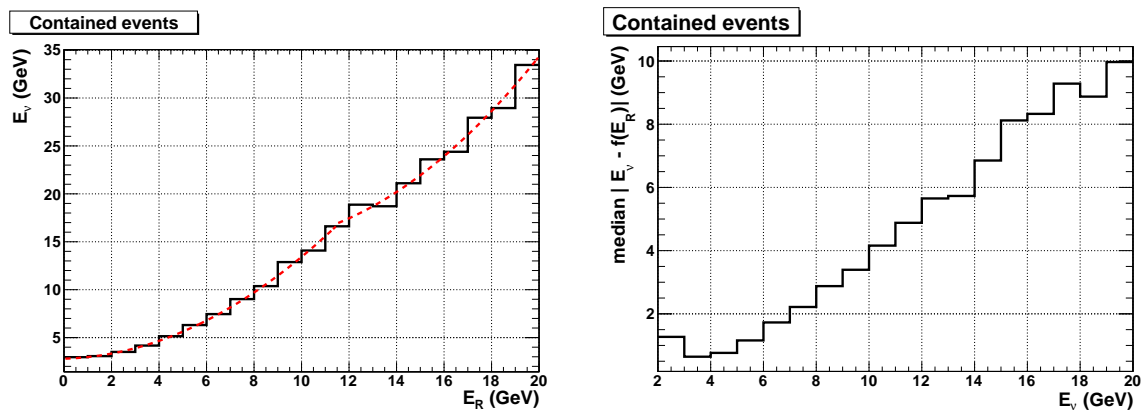 Contained events
E_ν (GeV)
35
30
25
20
15
10
5
0 2 4 6 8 10 12 14 16 18 20
E_R (GeV)
Contained events
median | E_ν - f(E_R)| (GeV)
10
8
6
4
2
2 4 6 8 10 12 14 16 18 20
E_ν (GeV)